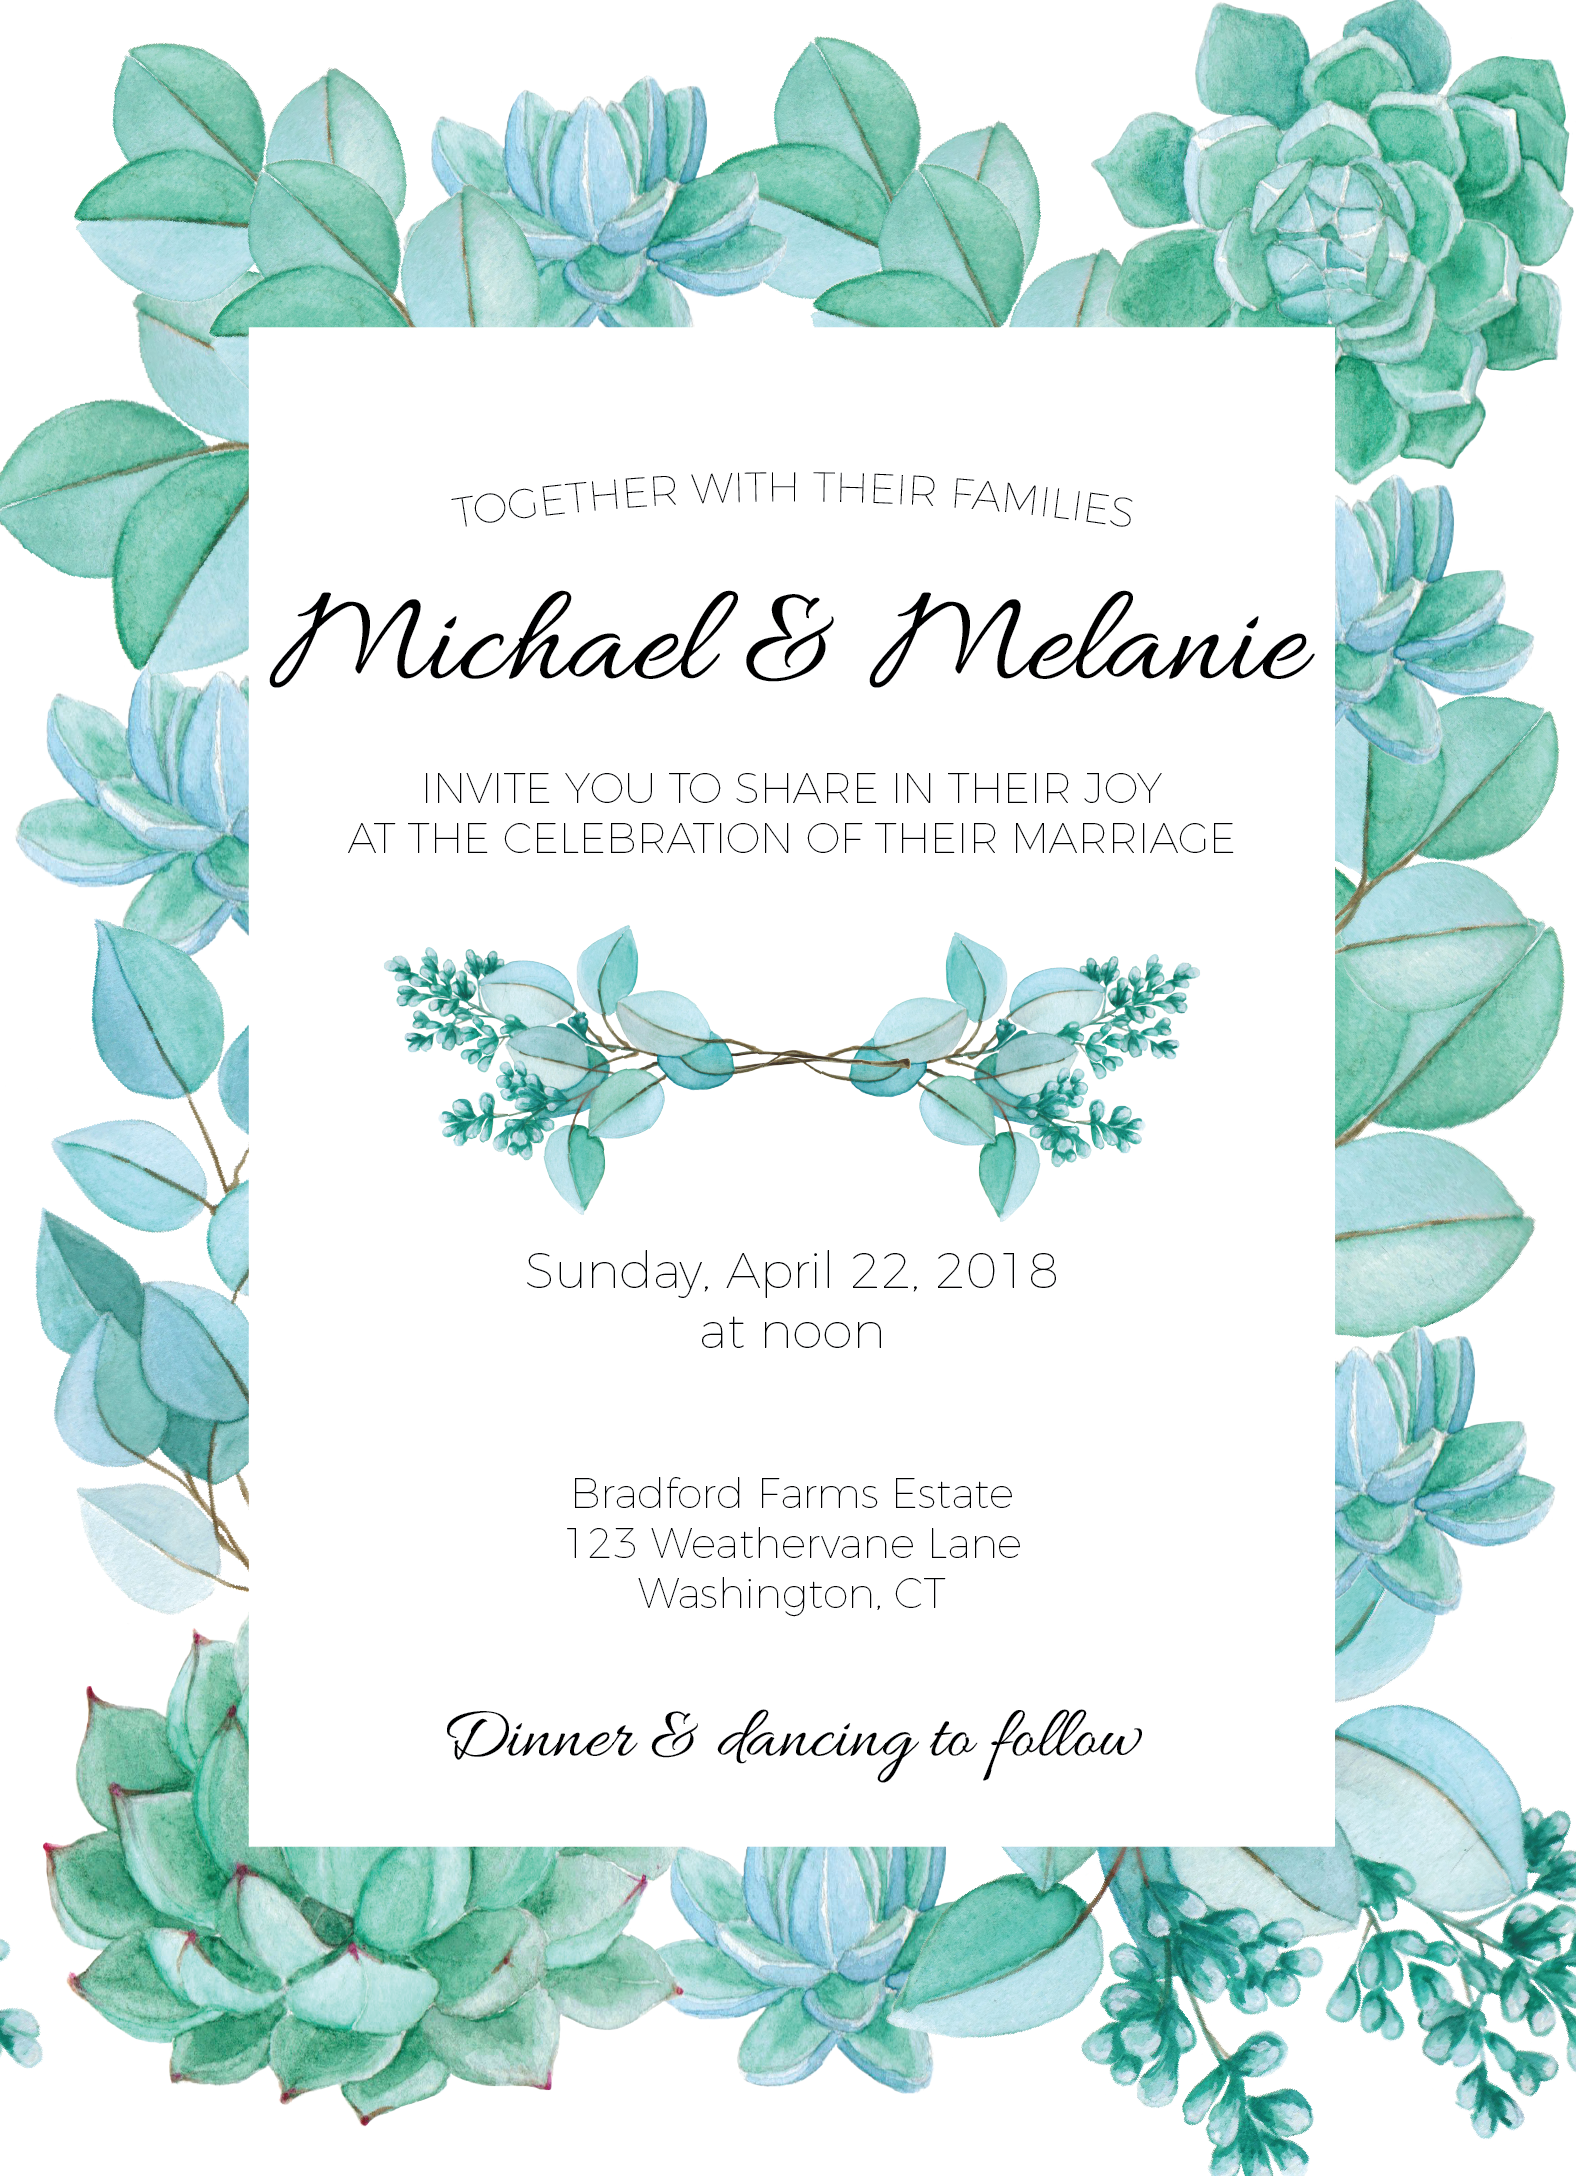 TOGETHER WITH THEIR FAMILIES
Michael & Melanie
INVITE YOU TO SHARE IN THEIR JOY
AT THE CELEBRATION OF THEIR MARRIAGE
Sunday, April 22, 2018
at noon
Bradford Farms Estate
123 Weathervane Lane
Washington, CT
Dinner & dancing to follow